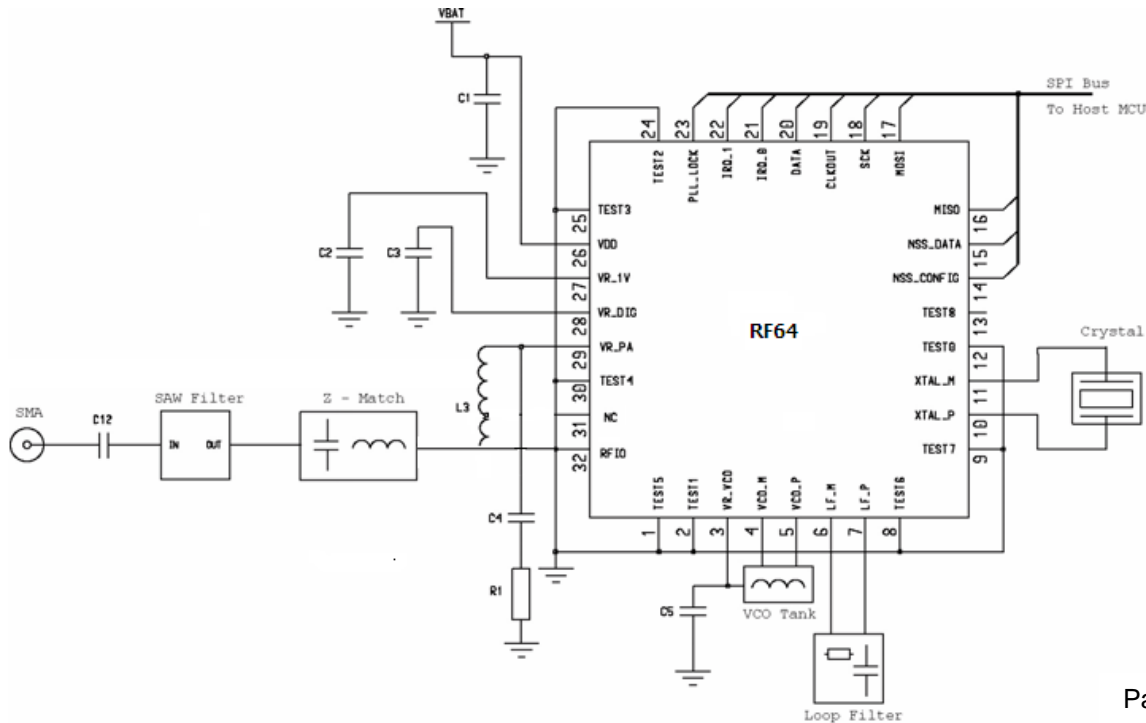 VBAT
C1
SPI Bus
To Host MCU
24
23
22
21
20
19
18
17
TEST2
PLL_LOCK
IRQ_1
IRQ_0
DATA
CLKOUT
SCK
MOSI
25
TEST3
26
VDD
27
VR_1V
28
VR_DIG
29
VR_PA
30
TEST4
31
NC
32
RFIO
C2
C3
RF64
MISO
16
NSS_DATA
15
NSS_CONFIG
14
TEST8
13
TEST0
12
XTAL_M
11
XTAL_P
10
TEST7
9
Crystal
SMA
C12
SAW Filter
IN
OUT
Z - Match
L3
C4
R1
TEST5
TEST1
VR_VCO
VCO_M
VCO_P
LF_M
LF_P
TEST6
1
2
3
4
5
6
7
8
C5
VCO Tank
Loop Filter
Pa